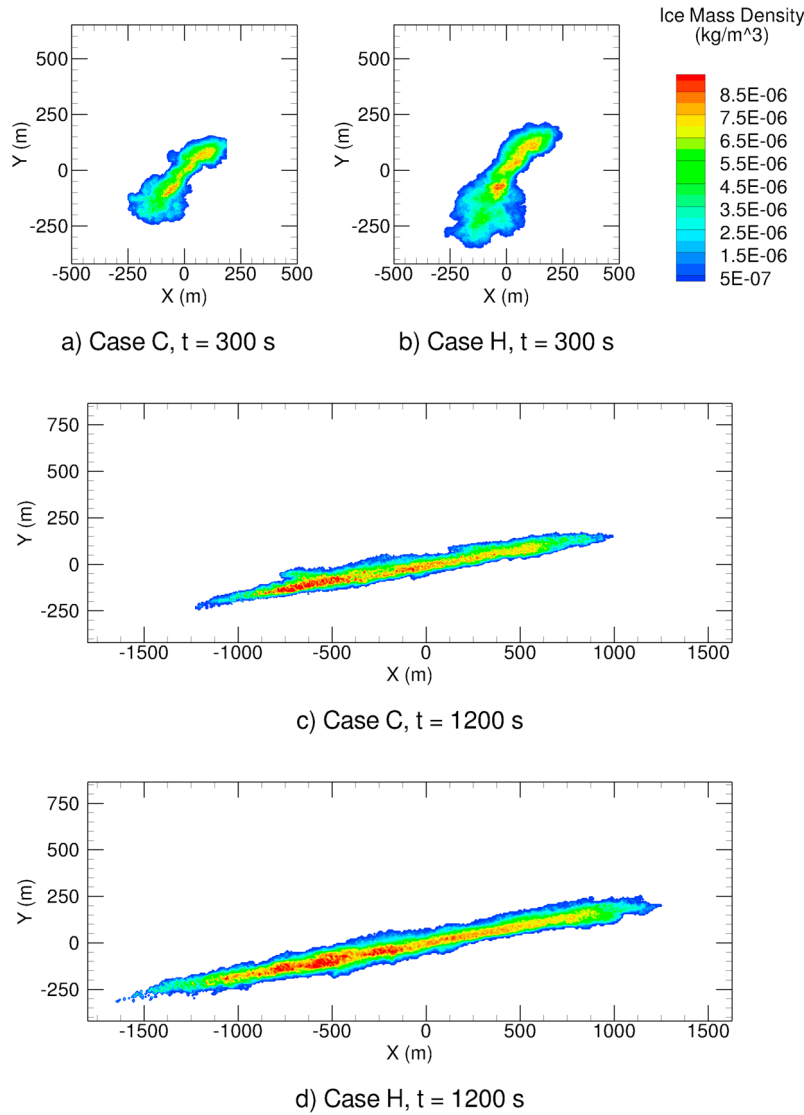 Ice Mass Density
(kg/m^3)
8.5E-06
7.5E-06
6.5E-06
5.5E-06
4.5E-06
3.5E-06
2.5E-06
1.5E-06
5E-07
Y (m)
500
250
0
-250
-500 -250 0 250 500
X (m)
a) Case C, t = 300 s
Y (m)
500
250
0
-250
-500 -250 0 250 500
X (m)
b) Case H, t = 300 s
Y (m)
750
500
250
0
-250
-1500 -1000 -500 0 500 1000 1500
X (m)
c) Case C, t = 1200 s
Y (m)
750
500
250
0
-250
-1500 -1000 -500 0 500 1000 1500
X (m)
d) Case H, t = 1200 s